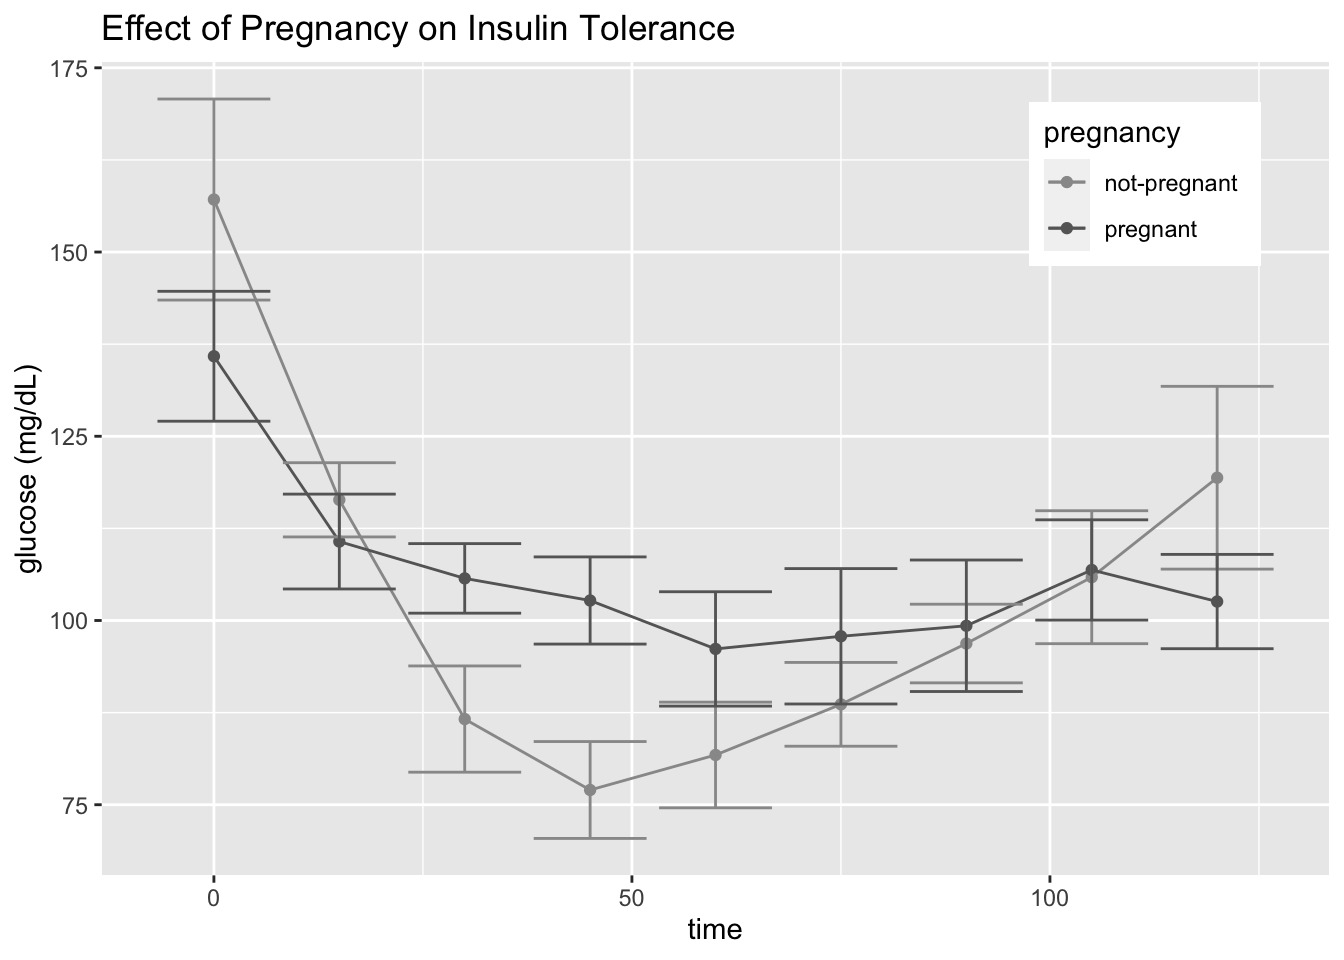 Effect of Pregnancy on Insulin Tolerance
175
150
125
100
75
glucose (mg/dL)
pregnancy
not-pregnant
pregnant
0
50
100
time